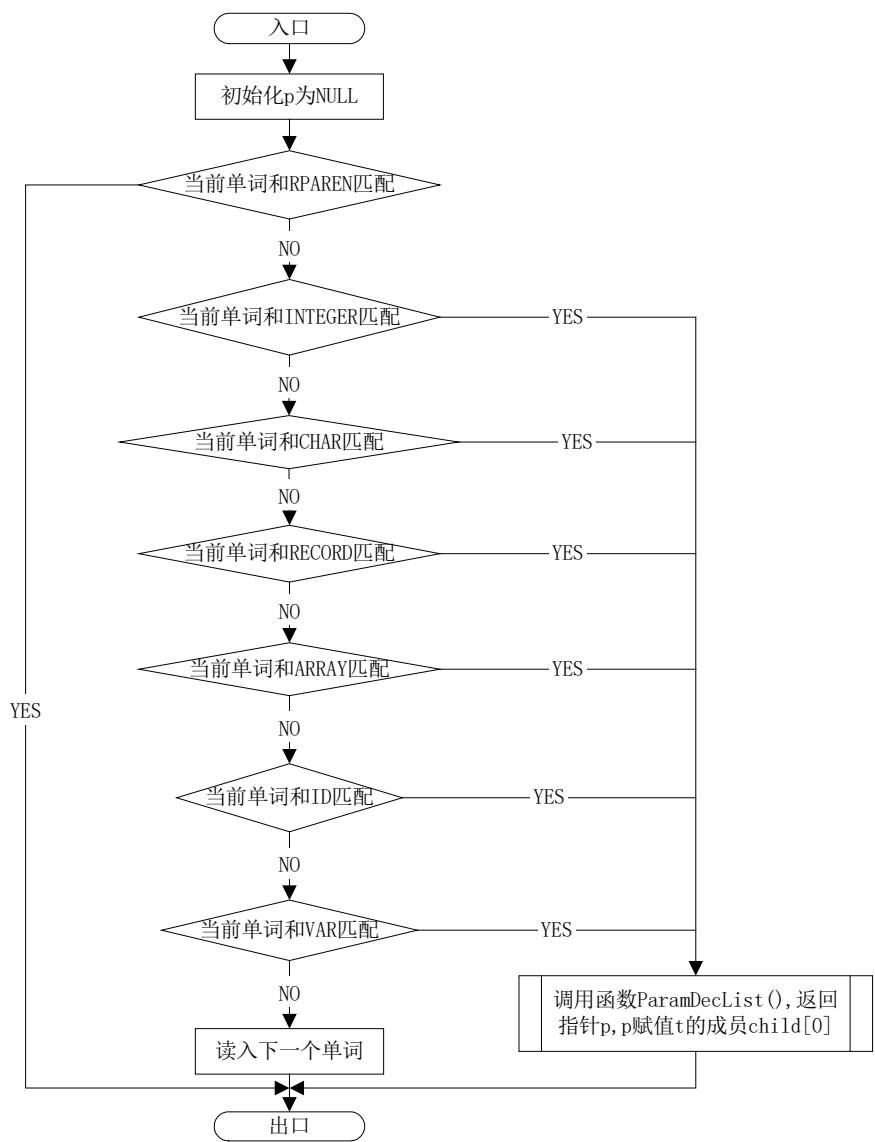 入口
初始化p为NULL
当前单词和RPAREN匹配
NO
当前单词和INTEGER匹配
YES
NO
当前单词和CHAR匹配
YES
NO
当前单词和RECORD匹配
YES
NO
当前单词和ARRAY匹配
YES
YES
NO
当前单词和ID匹配
YES
NO
当前单词和VAR匹配
YES
NO
调用函数ParamDecList(),返回
指针p,p赋值t的成员child[0]
读入下一个单词
出口